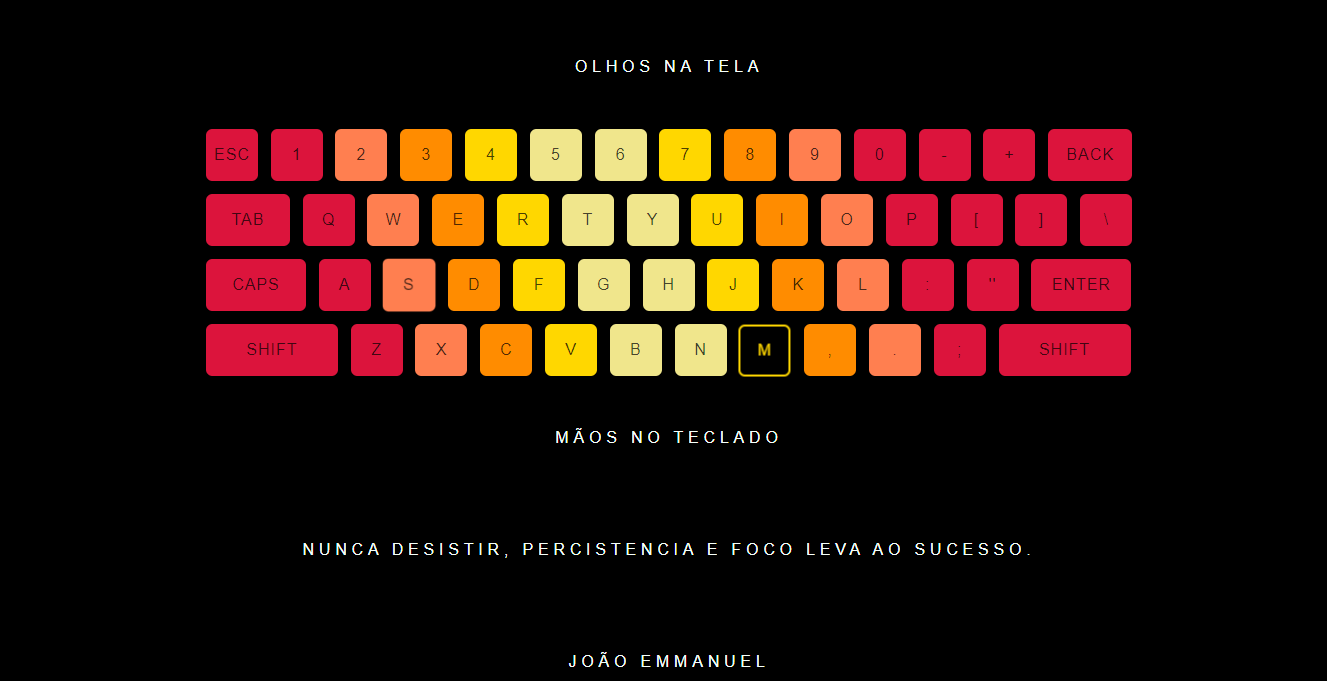 OLHOS NA TELA
ESC 1 2 3 4 5 6 7 8 9 0 - + BACK
TAB Q W E R T Y U I O P [ ] \
CAPS A S D F G H J K L : " ENTER
SHIFT Z X C V B N M , . ; SHIFT
MÃOS NO TECLADO
NUNCA DESISTIR, PERCISTENCIA E FOCO LEVA AO SUCESSO.
JOÃO EMMANUEL